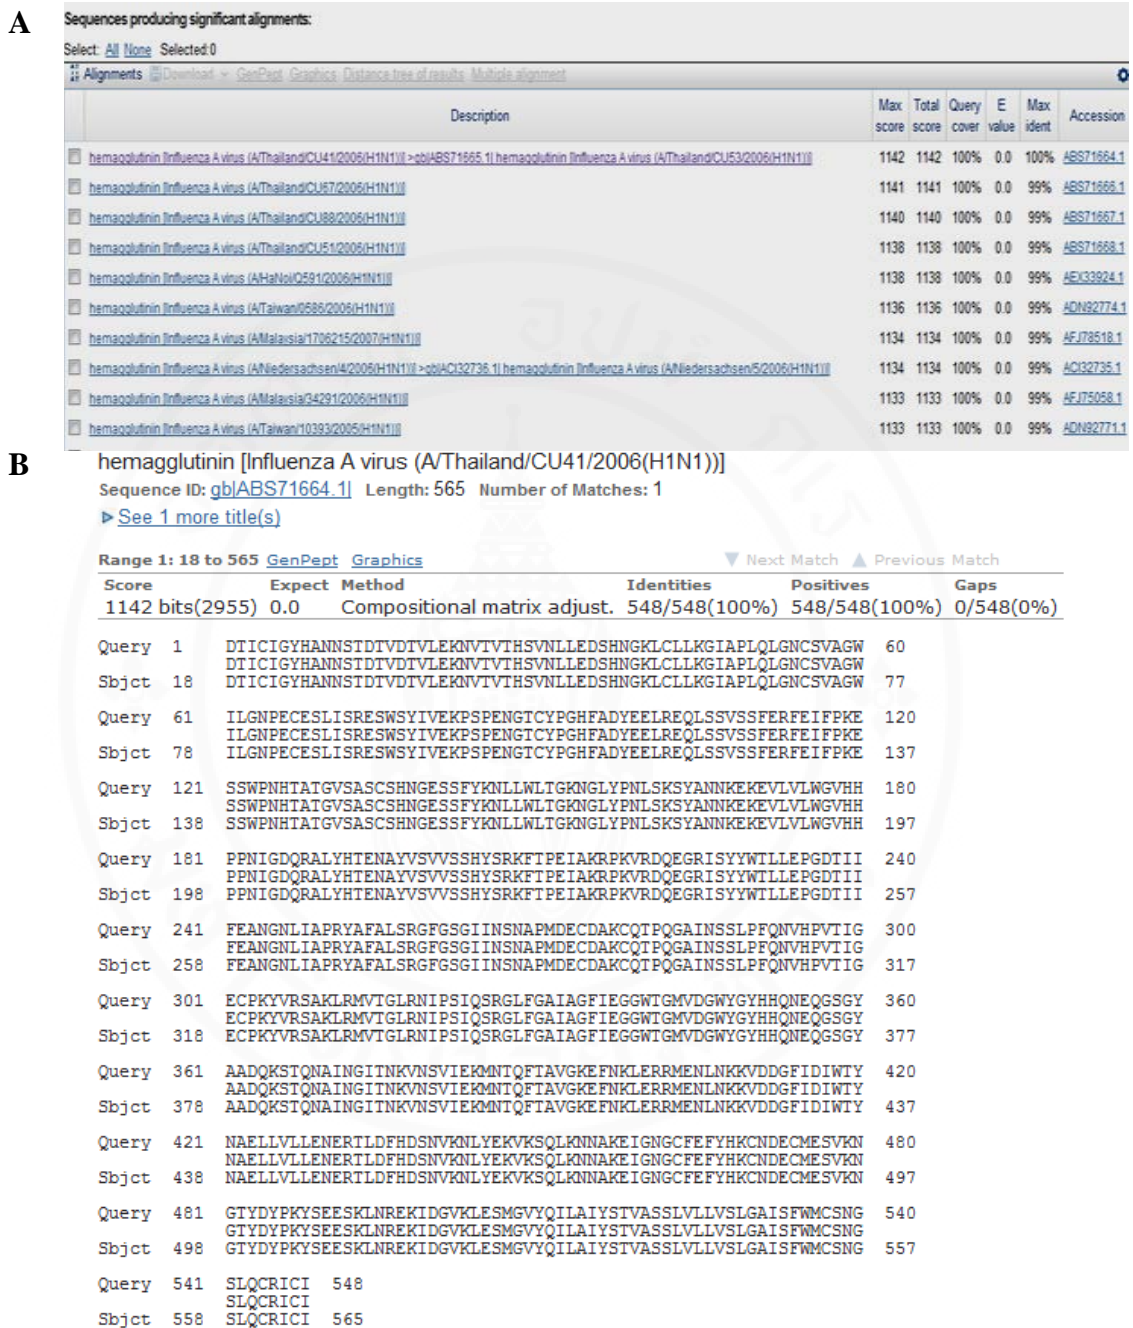 A
Sequences producing significant alignments:
Select: All None Selected:0
Alignments Download GenPept Graphics Distance tree of results Multiple alignment
Description Max score Total score Query cover E value Max ident Accession
hemagglutinin [Influenza A virus (A/Thailand/CU41/2006(H1N1))] >gb|ABS71665.1| hemagglutinin [Influenza A virus (A/Thailand/CU53/2006(H1N1))] 1142 1142 100% 0.0 100% ABS71664.1
hemagglutinin [Influenza A virus (A/Thailand/CU67/2006(H1N1))] 1141 1141 100% 0.0 99% ABS71666.1
hemagglutinin [Influenza A virus (A/Thailand/CU88/2006(H1N1))] 1140 1140 100% 0.0 99% ABS71667.1
hemagglutinin [Influenza A virus (A/Thailand/CU51/2006(H1N1))] 1138 1138 100% 0.0 99% ABS71668.1
hemagglutinin [Influenza A virus (A/HaNoi/Q591/2006(H1N1))] 1138 1138 100% 0.0 99% AEX33924.1
hemagglutinin [Influenza A virus (A/Taiwan/0586/2006(H1N1))] 1136 1136 100% 0.0 99% ADN92774.1
hemagglutinin [Influenza A virus (A/Malaysia/1706215/2007(H1N1))] 1134 1134 100% 0.0 99% AFJ78518.1
hemagglutinin [Influenza A virus (A/Niedersachsen/4/2006(H1N1))] >gb|ACI32736.1| hemagglutinin [Influenza A virus (A/Niedersachsen/5/2006(H1N1))] 1134 1134 100% 0.0 99% ACI32735.1
hemagglutinin [Influenza A virus (A/Malaysia/34291/2006(H1N1))] 1133 1133 100% 0.0 99% AFJ75058.1
hemagglutinin [Influenza A virus (A/Taiwan/10393/2005(H1N1))] 1133 1133 100% 0.0 99% ADN92771.1
B
hemagglutinin [Influenza A virus (A/Thailand/CU41/2006(H1N1))]
Sequence ID: gb|ABS71664.1| Length: 565 Number of Matches: 1
See 1 more title(s)
Range 1: 18 to 565 GenPept Graphics Next Match Previous Match
Score Expect Method Identities Positives Gaps
1142 bits(2955) 0.0 Compositional matrix adjust. 548/548(100%) 548/548(100%) 0/548(0%)
Query 1 DTICIGYHANNSTDTVDTVLEKNVTVTHSVNLLEDSHNGKLCLLKGIAPLQLGNCSVAGW 60
DTICIGYHANNSTDTVDTVLEKNVTVTHSVNLLEDSHNGKLCLLKGIAPLQLGNCSVAGW
Sbjct 18 DTICIGYHANNSTDTVDTVLEKNVTVTHSVNLLEDSHNGKLCLLKGIAPLQLGNCSVAGW 77
Query 61 ILGNPECESLISRESWSYIVEKPSPENGTCYPGHFADYEELREQLSSVSSFERFEIFPKE 120
ILGNPECESLISRESWSYIVEKPSPENGTCYPGHFADYEELREQLSSVSSFERFEIFPKE
Sbjct 78 ILGNPECESLISRESWSYIVEKPSPENGTCYPGHFADYEELREQLSSVSSFERFEIFPKE 137
Query 121 SSWPNHTATGVSASCSHNGESSFYKNLLWLTGKNGLYPNLSKSYANNKEKEVLVLWGVHH 180
SSWPNHTATGVSASCSHNGESSFYKNLLWLTGKNGLYPNLSKSYANNKEKEVLVLWGVHH
Sbjct 138 SSWPNHTATGVSASCSHNGESSFYKNLLWLTGKNGLYPNLSKSYANNKEKEVLVLWGVHH 197
Query 181 PPNIGDQRALYHTENAYVSVVSSHYSRKFTPEIAKRPKVRDQEGRISYYWTLLEPGDTII 240
PPNIGDQRALYHTENAYVSVVSSHYSRKFTPEIAKRPKVRDQEGRISYYWTLLEPGDTII
Sbjct 198 PPNIGDQRALYHTENAYVSVVSSHYSRKFTPEIAKRPKVRDQEGRISYYWTLLEPGDTII 257
Query 241 FEANGNLIAPRYAFALSRGFGSGIINSNAPMDECDAKCQTPQGAINSSLPFQNVHPVTIG 300
FEANGNLIAPRYAFALSRGFGSGIINSNAPMDECDAKCQTPQGAINSSLPFQNVHPVTIG
Sbjct 258 FEANGNLIAPRYAFALSRGFGSGIINSNAPMDECDAKCQTPQGAINSSLPFQNVHPVTIG 317
Query 301 ECPKYVRSAKLRMVTGLRNIPSIQSRGLFGAIAGFIEGGWTGMVDGWYGYHHQNEQGSGY 360
ECPKYVRSAKLRMVTGLRNIPSIQSRGLFGAIAGFIEGGWTGMVDGWYGYHHQNEQGSGY
Sbjct 318 ECPKYVRSAKLRMVTGLRNIPSIQSRGLFGAIAGFIEGGWTGMVDGWYGYHHQNEQGSGY 377
Query 361 AADQKSTQNAINGITNKVNSVIEKMNTQFTAVGKEFNKLERRMENLNKKVDDGFIDIWTY 420
AADQKSTQNAINGITNKVNSVIEKMNTQFTAVGKEFNKLERRMENLNKKVDDGFIDIWTY
Sbjct 378 AADQKSTQNAINGITNKVNSVIEKMNTQFTAVGKEFNKLERRMENLNKKVDDGFIDIWTY 437
Query 421 NAELLVLLENERTLDFHDSNVKNLYEKVKSQLKNNAKEIGNGCFEFYHKCNDECMESVKN 480
NAELLVLLENERTLDFHDSNVKNLYEKVKSQLKNNAKEIGNGCFEFYHKCNDECMESVKN
Sbjct 438 NAELLVLLENERTLDFHDSNVKNLYEKVKSQLKNNAKEIGNGCFEFYHKCNDECMESVKN 497
Query 481 GTYDYPKYSEESKLNREKIDGVKLESMGVYQILAIYSTVASSLVLLVSLGAISFWMCSNG 540
GTYDYPKYSEESKLNREKIDGVKLESMGVYQILAIYSTVASSLVLLVSLGAISFWMCSNG
Sbjct 498 GTYDYPKYSEESKLNREKIDGVKLESMGVYQILAIYSTVASSLVLLVSLGAISFWMCSNG 557
Query 541 SLQCRICI 548
SLQCRICI
Sbjct 558 SLQCRICI 565